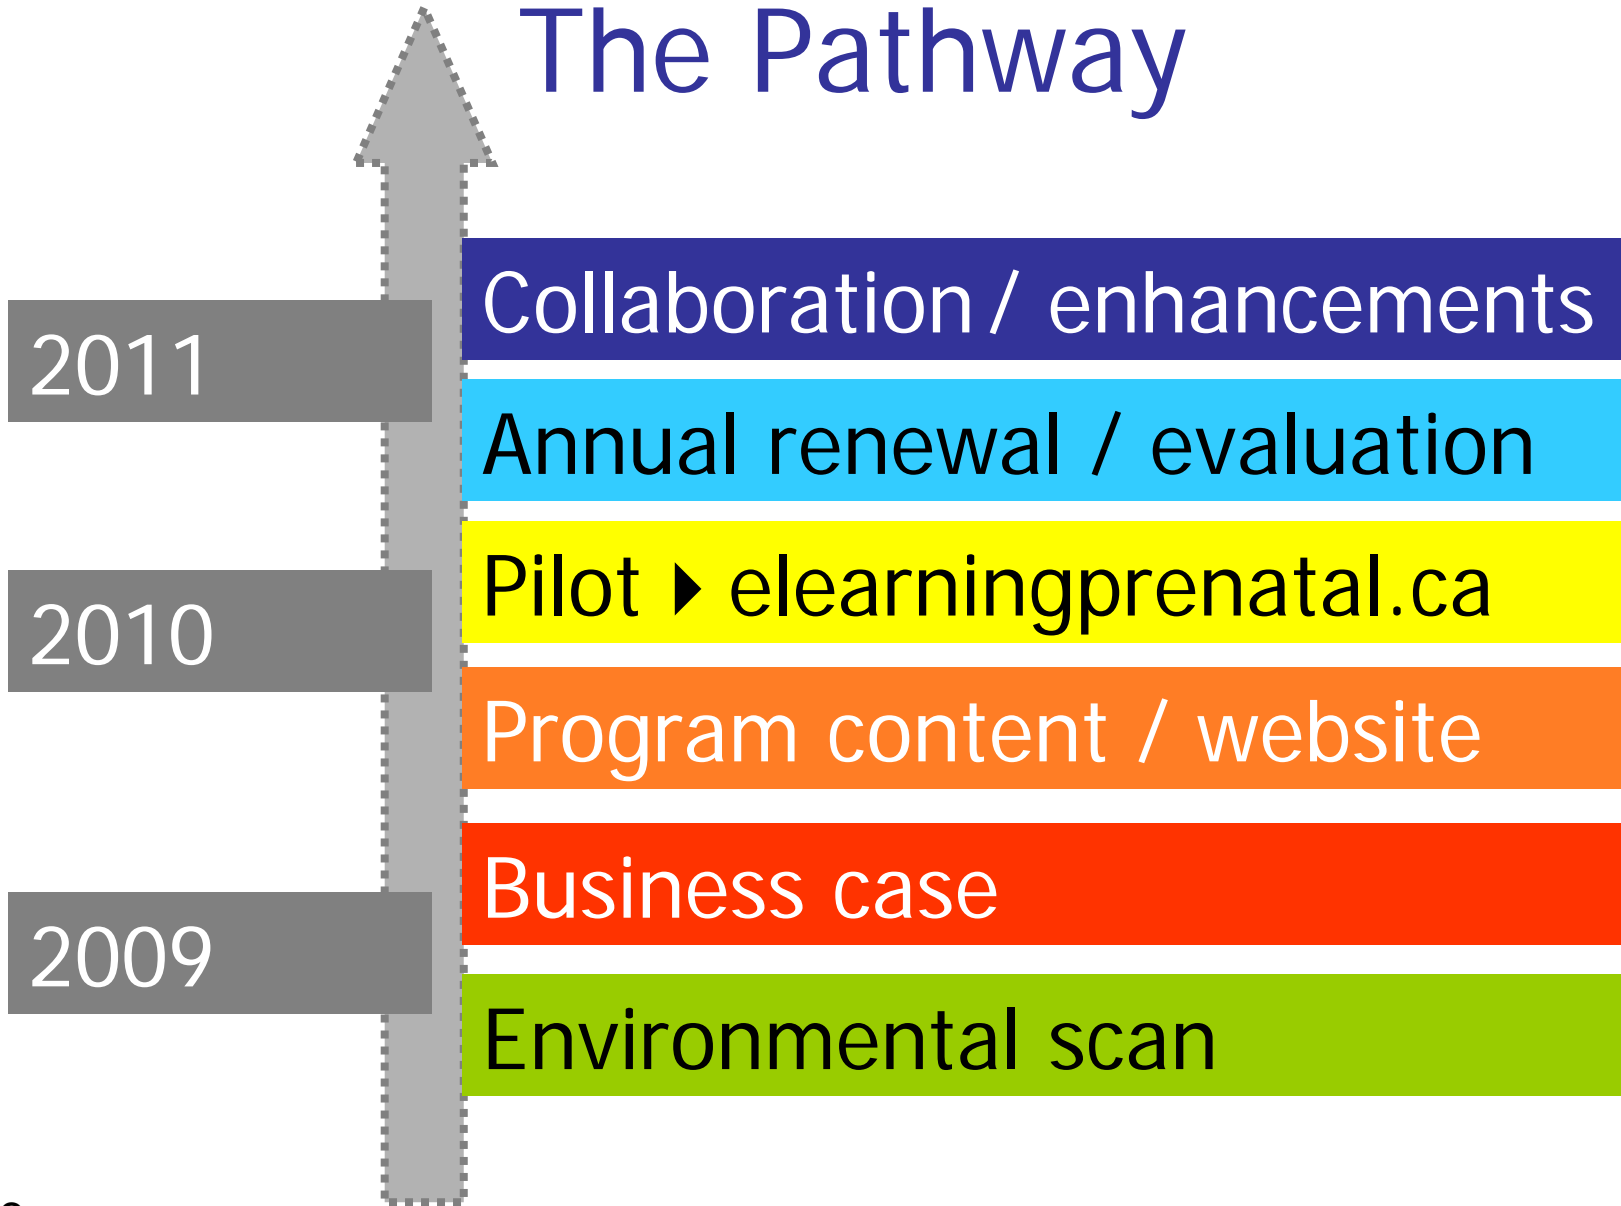 The Pathway
Collaboration / enhancements
2011
Annual renewal / evaluation
Pilot ▸ elearningprenatal.ca
2010
Program content / website
Business case
2009
Environmental scan